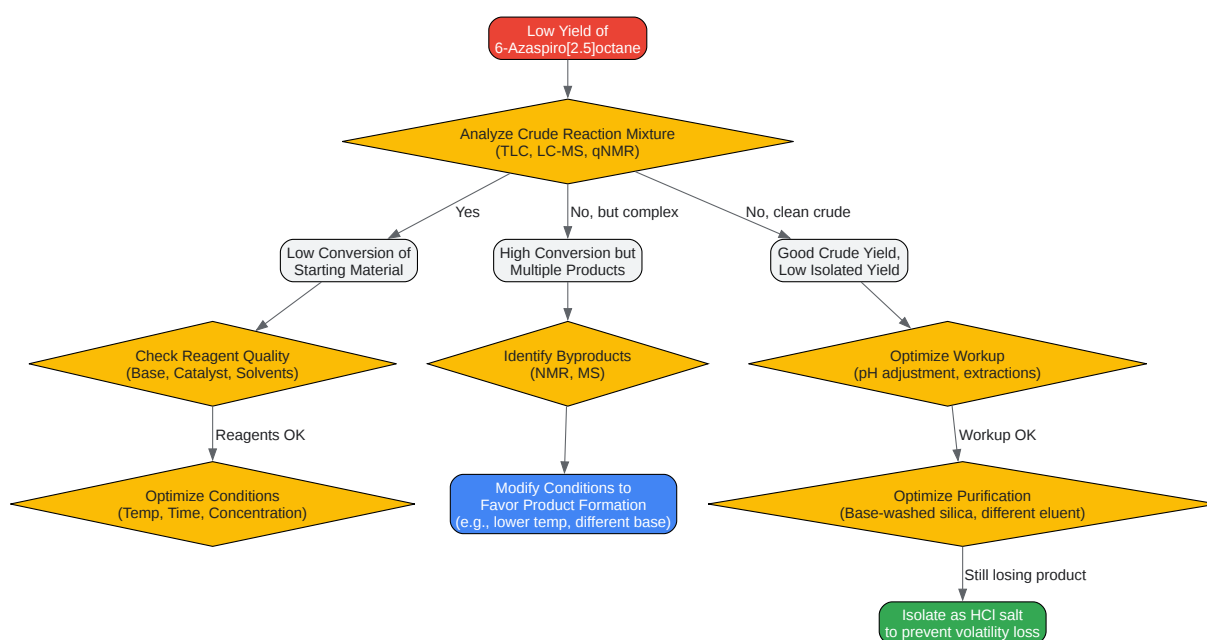 Low Yield of
6-Azaspiro[2.5]octane
Analyze Crude Reaction Mixture
(TLC, LC-MS, qNMR)
Yes
No, but complex
No, clean crude
Low Conversion of
Starting Material
High Conversion but
Multiple Products
Good Crude Yield,
Low Isolated Yield
Check Reagent Quality
(Base, Catalyst, Solvents)
Identify Byproducts
(NMR, MS)
Optimize Workup
(pH adjustment, extractions)
Reagents OK
Workup OK
Optimize Conditions
(Temp, Time, Concentration)
Modify Conditions to
Favor Product Formation
(e.g., lower temp, different base)
Optimize Purification
(Base-washed silica, different eluent)
Still losing product
Isolate as HCl salt
to prevent volatility loss